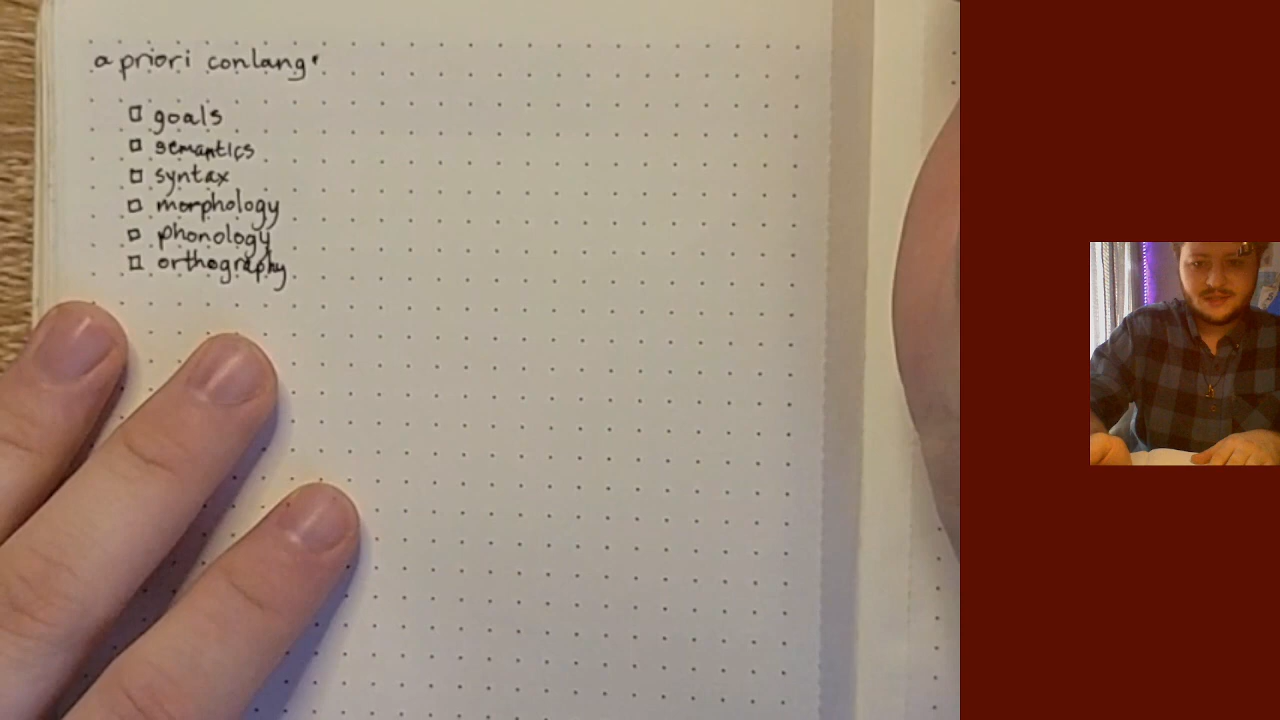 a priori conlang:
□ goals
□ semantics
□ syntax
□ morphology
□ phonology
□ orthography